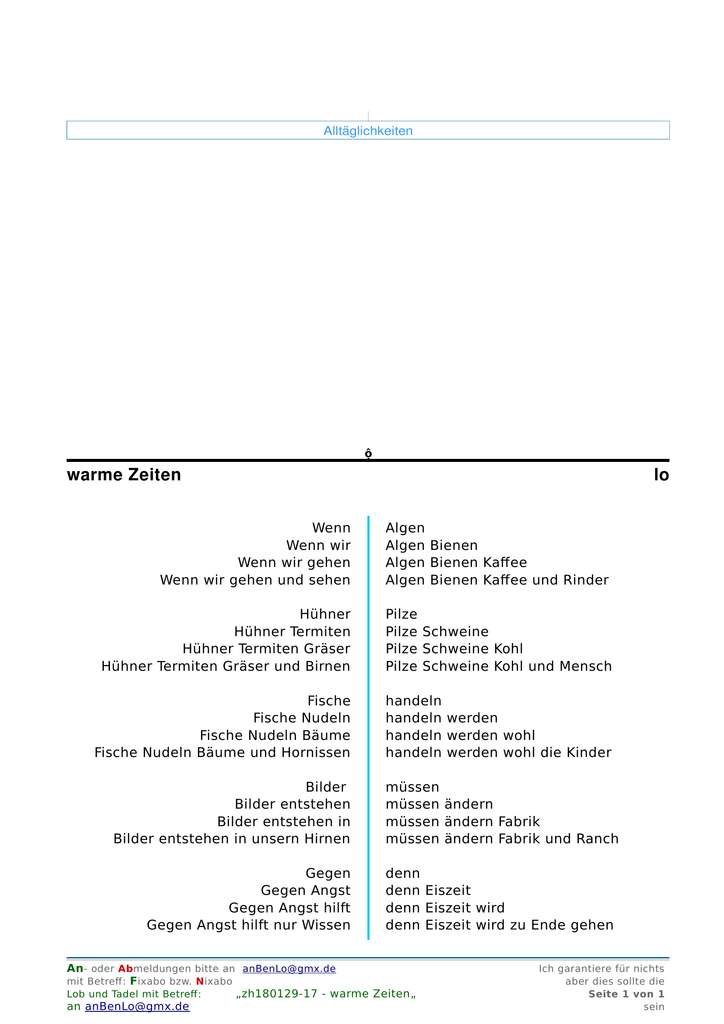 Alltäglichkeiten
ộ
warme Zeiten lo
Wenn
Wenn wir
Wenn wir gehen
Wenn wir gehen und sehen
Hühner
Hühner Termiten
Hühner Termiten Gräser
Hühner Termiten Gräser und Birnen
Fische
Fische Nudeln
Fische Nudeln Bäume
Fische Nudeln Bäume und Hornissen
Bilder
Bilder entstehen
Bilder entstehen in
Bilder entstehen in unsern Hirnen
Gegen
Gegen Angst
Gegen Angst hilft
Gegen Angst hilft nur Wissen
Algen
Algen Bienen
Algen Bienen Kaffee
Algen Bienen Kaffee und Rinder
Pilze
Pilze Schweine
Pilze Schweine Kohl
Pilze Schweine Kohl und Mensch
handeln
handeln werden
handeln werden wohl
handeln werden wohl die Kinder
müssen
müssen ändern
müssen ändern Fabrik
müssen ändern Fabrik und Ranch
denn
denn Eiszeit
denn Eiszeit wird
denn Eiszeit wird zu Ende gehen
An- oder Abmeldungen bitte an anBenLo@gmx.de
mit Betreff: Fixabo bzw. Nixabo
Lob und Tadel mit Betreff: „zh180129-17 - warme Zeiten„
an anBenLo@gmx.de
Ich garantiere für nichts
aber dies sollte die
Seite 1 von 1
sein